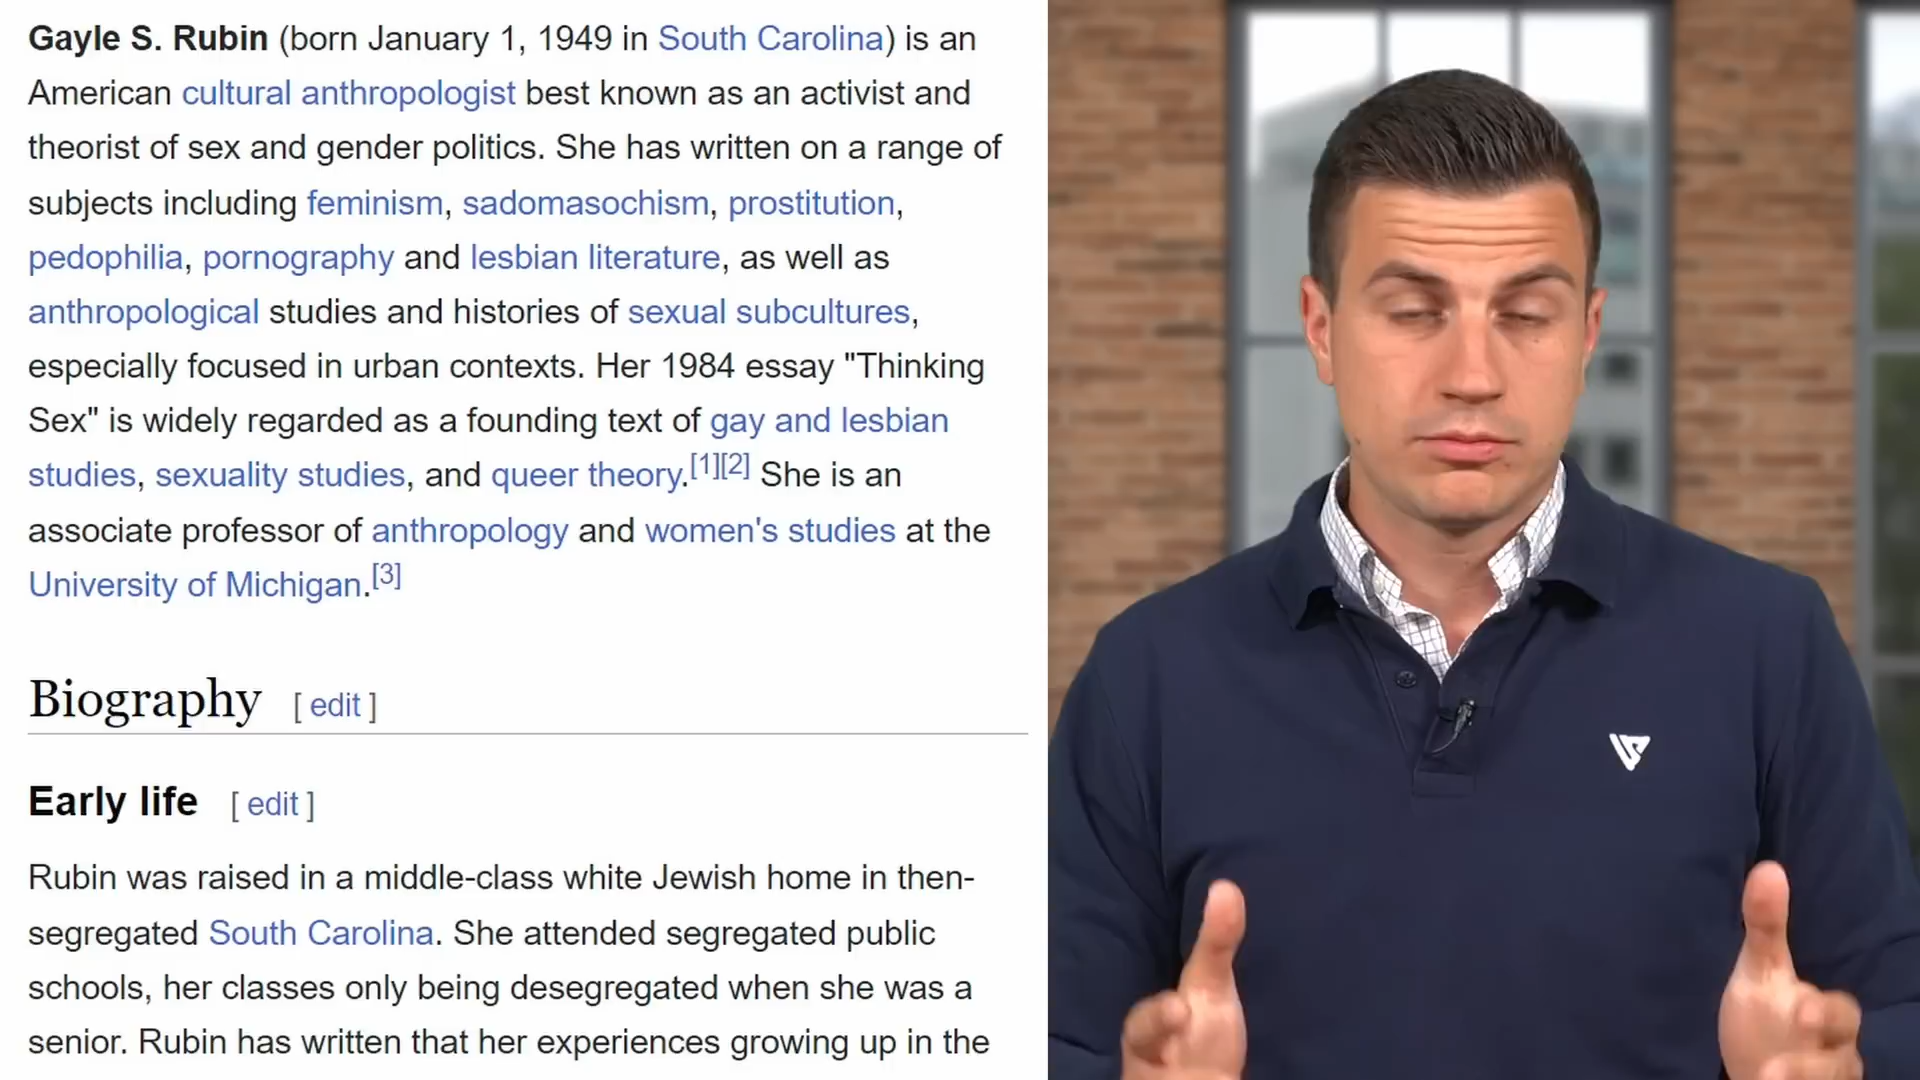 Gayle S. Rubin (born January 1, 1949 in South Carolina) is an
American cultural anthropologist best known as an activist and
theorist of sex and gender politics. She has written on a range of
subjects including feminism, sadomasochism, prostitution,
pedophilia, pornography and lesbian literature, as well as
anthropological studies and histories of sexual subcultures,
especially focused in urban contexts. Her 1984 essay "Thinking
Sex" is widely regarded as a founding text of gay and lesbian
studies, sexuality studies, and queer theory.[1][2] She is an
associate professor of anthropology and women's studies at the
University of Michigan.[3]
Biography [ edit ]
Early life [ edit ]
Rubin was raised in a middle-class white Jewish home in then-
segregated South Carolina. She attended segregated public
schools, her classes only being desegregated when she was a
senior. Rubin has written that her experiences growing up in the